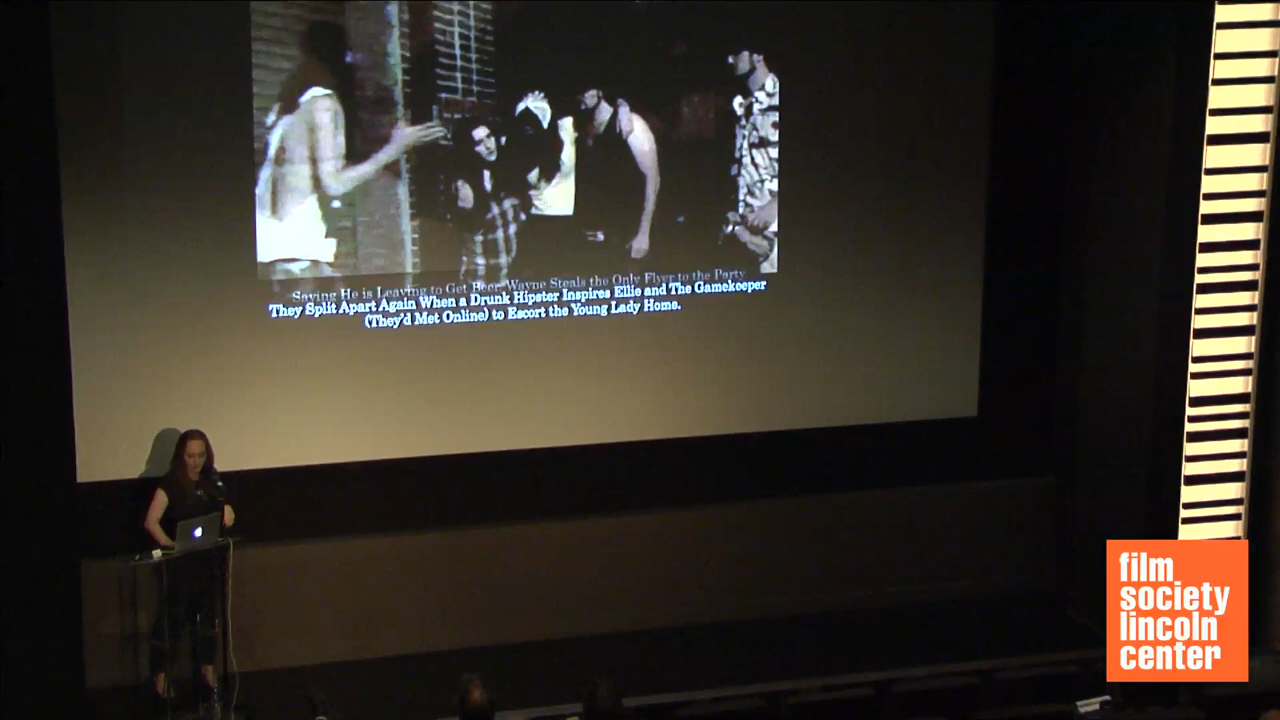 Saying He is Leaving to Get Beer Wayne Steals the Only Flyer to the Party
They Split Apart Again When a Drunk Hipster Inspires Ellie and The Gamekeeper
(They'd Met Online) to Escort the Young Lady Home.
film
society
lincoln
center